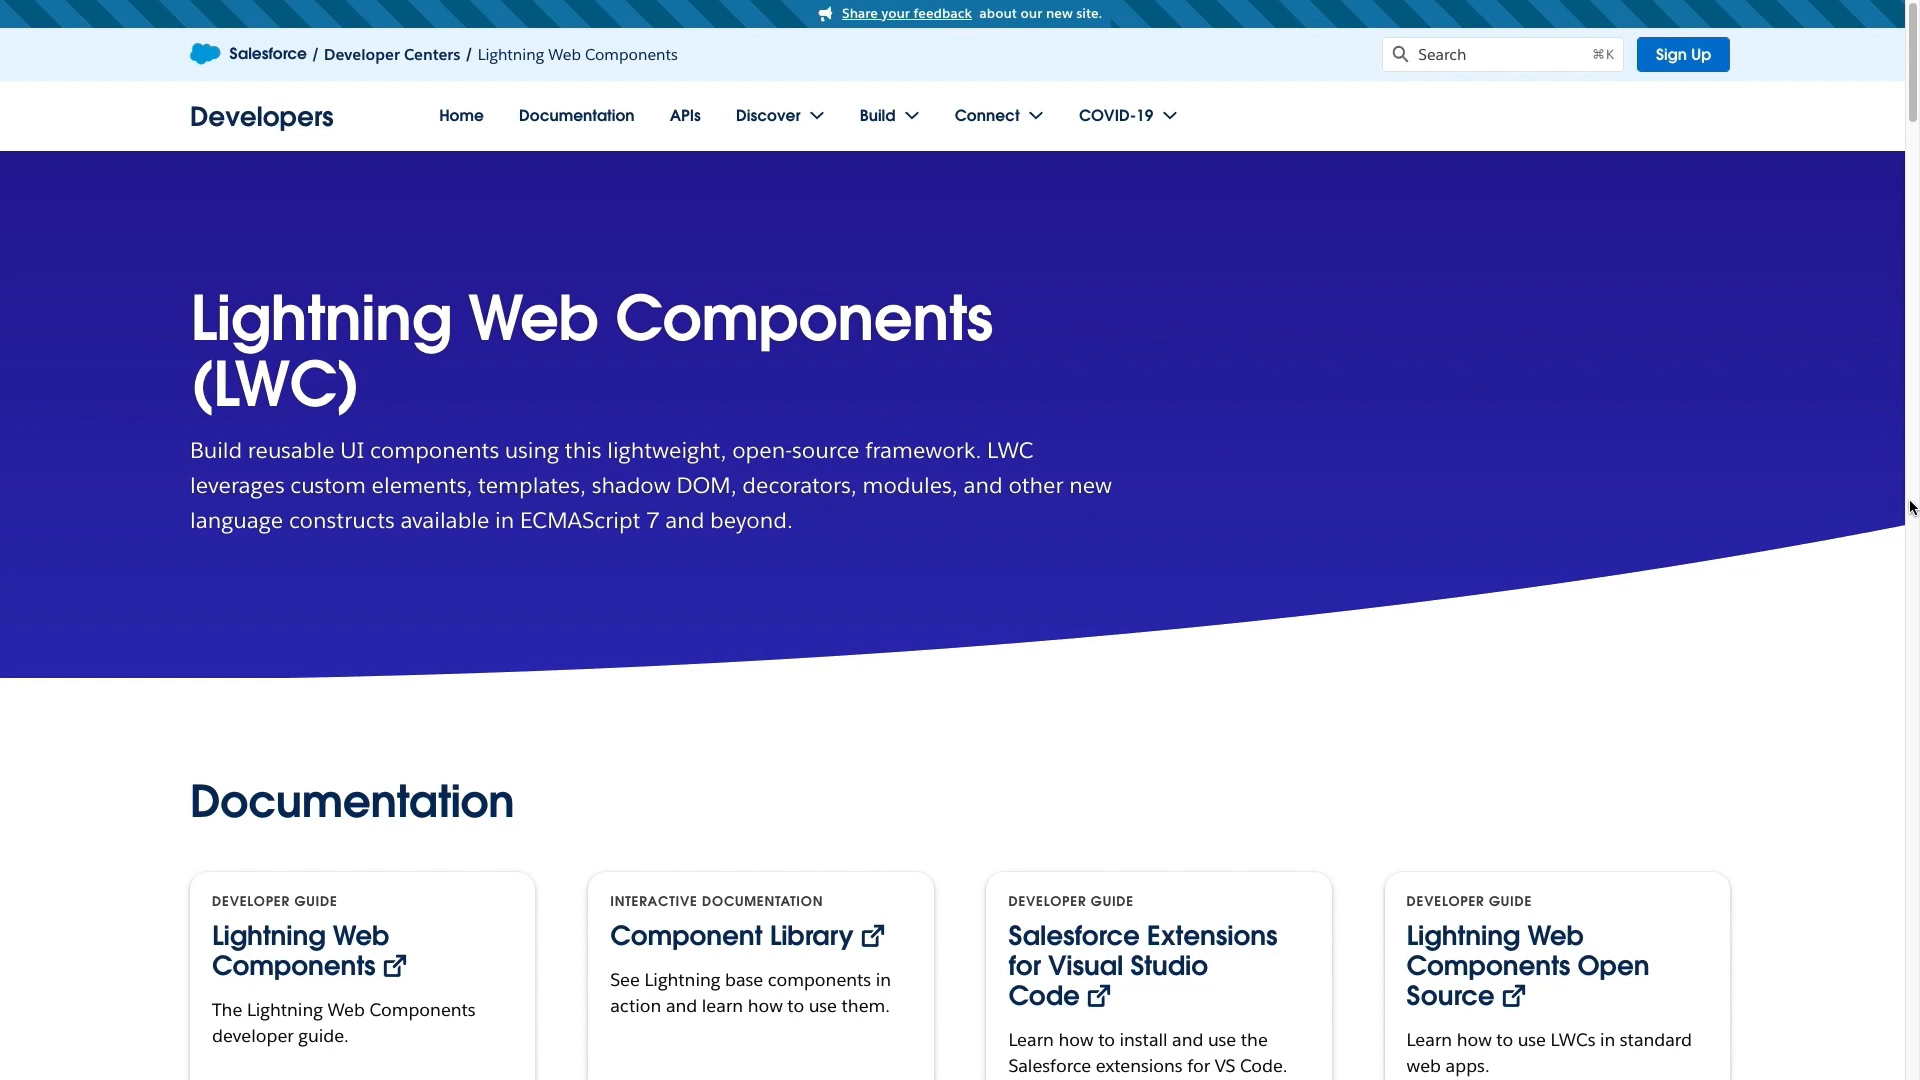 Share your feedback about our new site.
Salesforce / Developer Centers / Lightning Web Components
Search ⌘K
Sign Up
Developers
Home Documentation APIs Discover Build Connect COVID-19
Lightning Web Components
(LWC)
Build reusable UI components using this lightweight, open-source framework. LWC
leverages custom elements, templates, shadow DOM, decorators, modules, and other new
language constructs available in ECMAScript 7 and beyond.
Documentation
DEVELOPER GUIDE
Lightning Web
Components
The Lightning Web Components
developer guide.
INTERACTIVE DOCUMENTATION
Component Library
See Lightning base components in
action and learn how to use them.
DEVELOPER GUIDE
Salesforce Extensions
for Visual Studio
Code
Learn how to install and use the
Salesforce extensions for VS Code.
DEVELOPER GUIDE
Lightning Web
Components Open
Source
Learn how to use LWCs in standard
web apps.